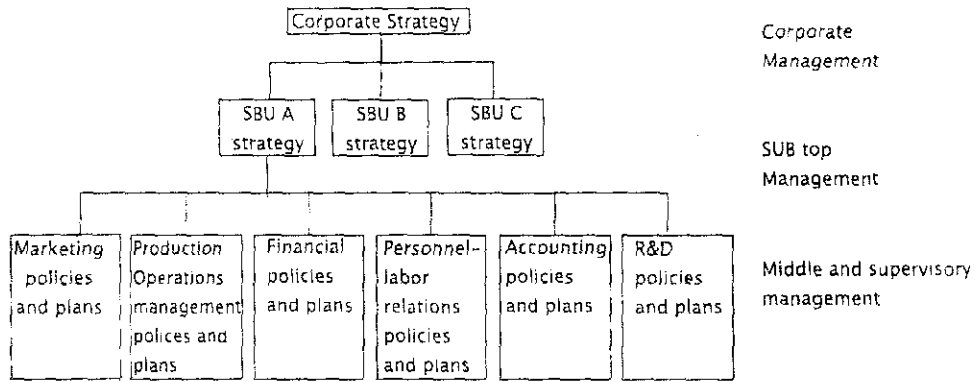 Corporate Strategy
Corporate
Management
SBU A
strategy
SBU B
strategy
SBU C
strategy
SUB top
Management
Marketing
policies
and plans
Production
Operations
management
polices and
plans
Financial
policies
and plans
Personnel-
labor
relations
policies
and plans
Accounting
policies
and plans
R&D
policies
and plans
Middle and supervisory
management